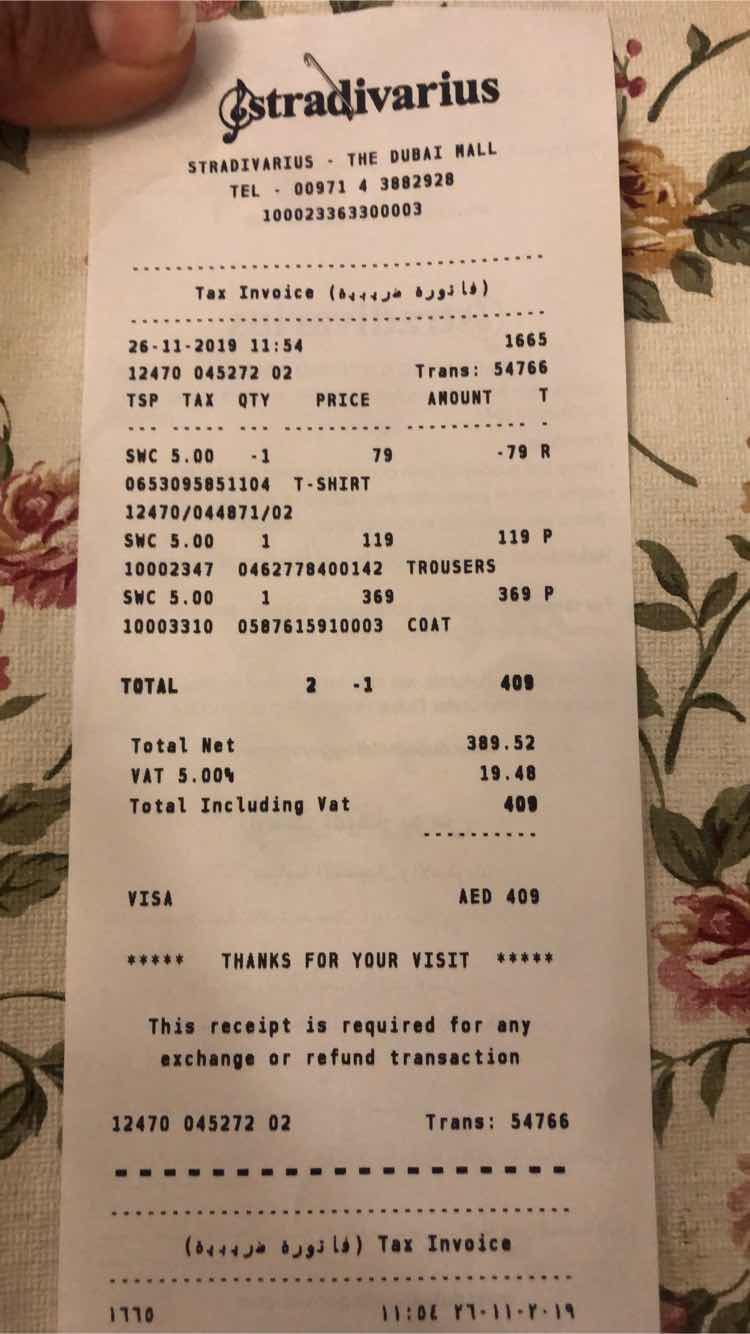 stradivarius
STRADIVARIUS - THE DUBAI MALL
TEL - 00971 4 3882928
100023363300003
Tax Invoice (فاتورة ضريبية)
26-11-2019 11:54 1665
12470 045272 02 Trans: 54766
TSP TAX QTY PRICE AMOUNT T
SWC 5.00 -1 79 -79 R
0653095851104 T-SHIRT
12470/044871/02
SWC 5.00 1 119 119 P
10002347 0462778400142 TROUSERS
SWC 5.00 1 369 369 P
10003310 0587615910003 COAT
TOTAL 2 -1 409
Total Net 389.52
VAT 5.00% 19.48
Total Including Vat 409
VISA AED 409
***** THANKS FOR YOUR VISIT *****
This receipt is required for any
exchange or refund transaction
12470 045272 02 Trans: 54766
(فاتورة ضريبية) Tax Invoice
١٦٦٥ ١١:٥٤ ٢٦-١١-٢٠١٩